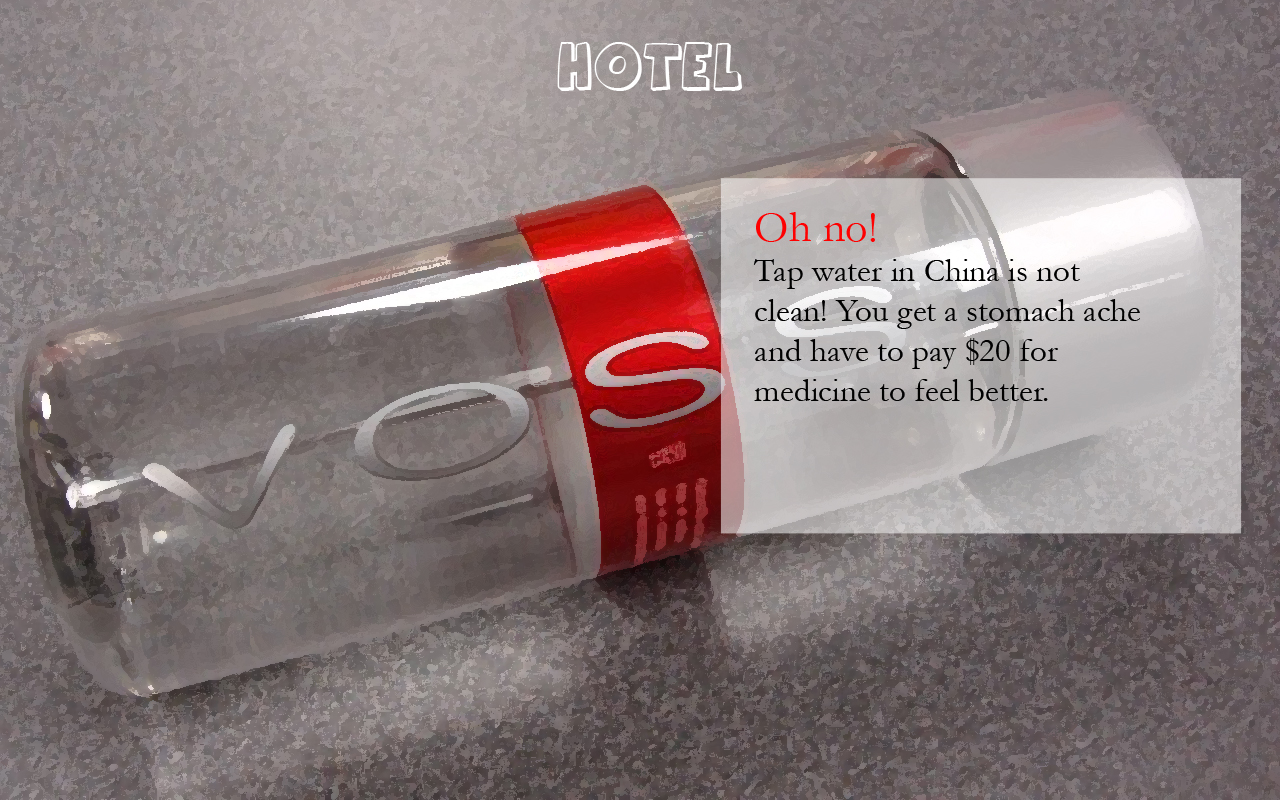 HOTEL
Oh no!
Tap water in China is not
clean! You get a stomach ache
and have to pay $20 for
medicine to feel better.
VOSS